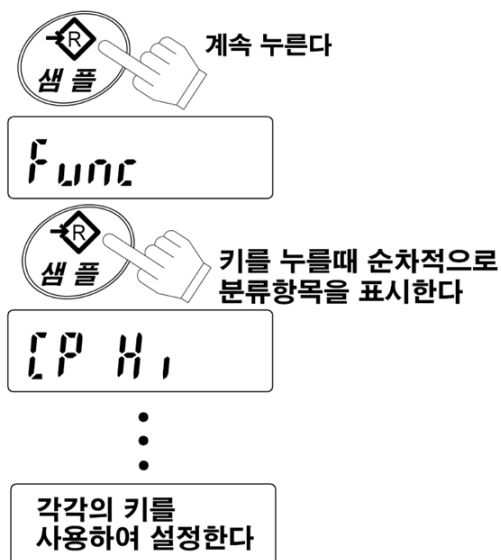 R
샘 플
계속 누른다
Func
R
샘 플
키를 누를때 순차적으로
분류항목을 표시한다
CP Hi
각각의 키를
사용하여 설정한다